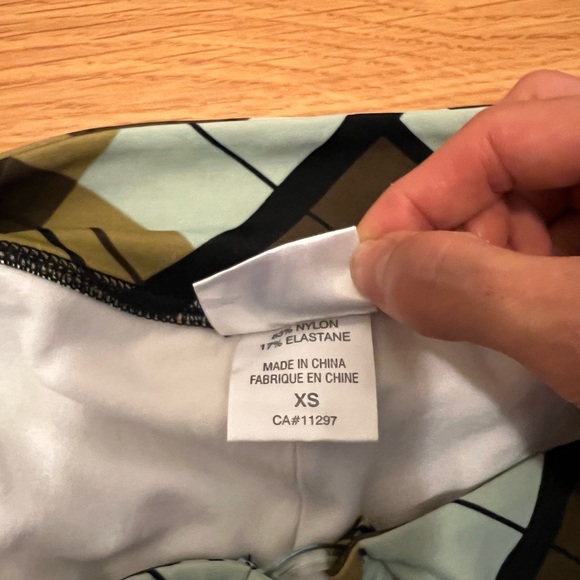 NYLON
17% ELASTANE
MADE IN CHINA
FABRIQUE EN CHINE
XS
CA#11297